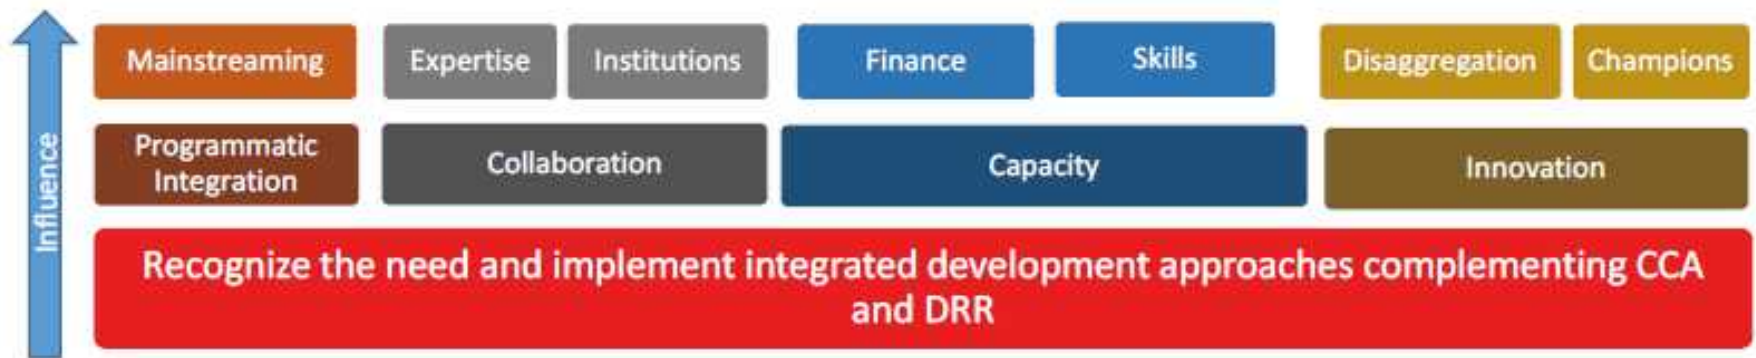 Influence
Mainstreaming
Expertise
Institutions
Finance
Skills
Disaggregation
Champions
Programmatic
Integration
Collaboration
Capacity
Innovation
Recognize the need and implement integrated development approaches complementing CCA
and DRR